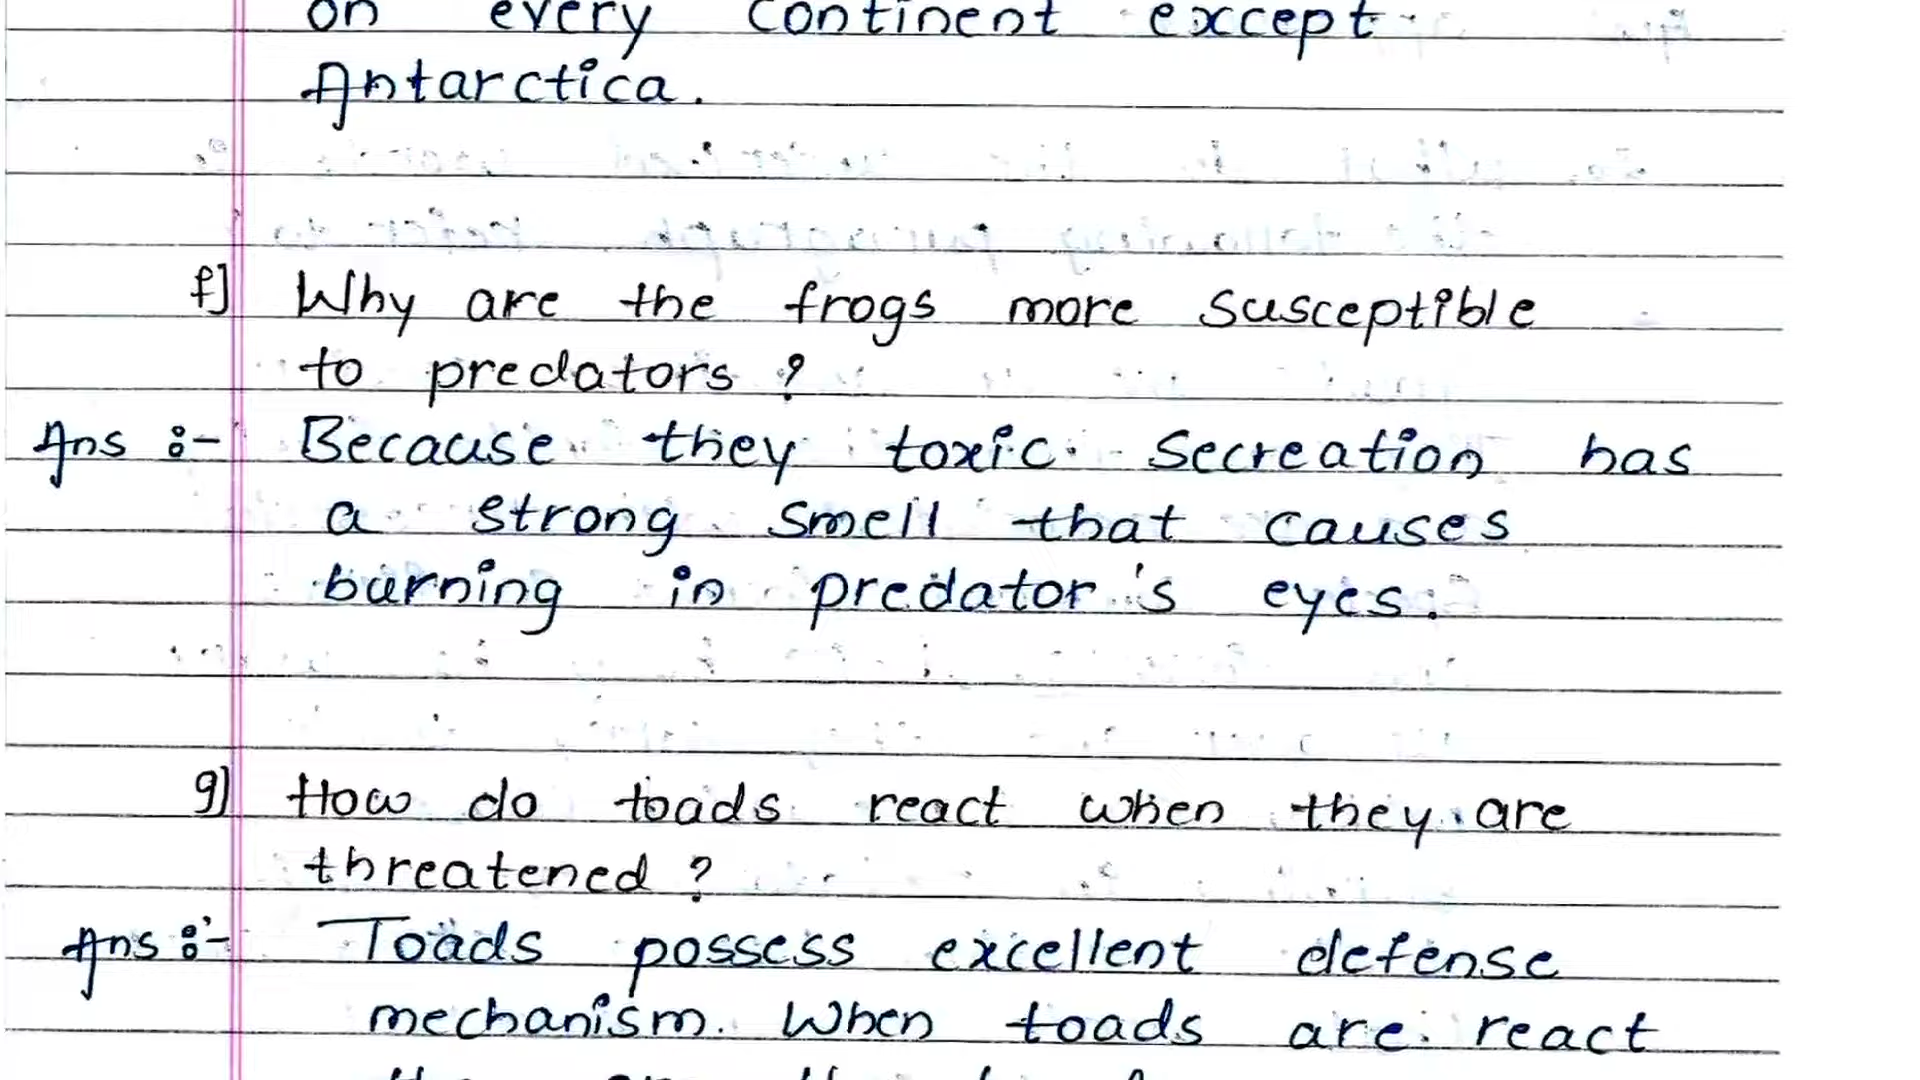 on every continent except
Antarctica.
f] Why are the frogs more susceptible
to predators ?
Ans :- Because they toxic secreation has
a strong smell that causes
burning in predator's eyes.
g] How do toads react when they are
threatened ?
Ans :- Toads possess excellent defense
mechanism. When toads are react